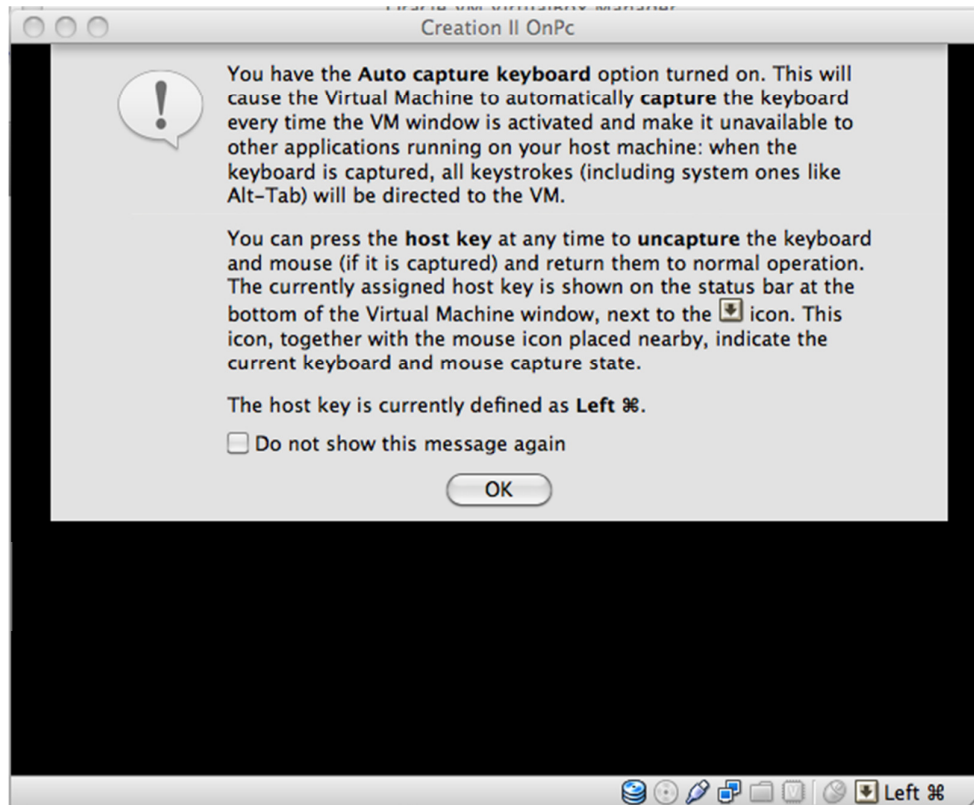 Oracle VM VirtualBox Manager
Creation II OnPc
You have the Auto capture keyboard option turned on. This will
cause the Virtual Machine to automatically capture the keyboard
every time the VM window is activated and make it unavailable to
other applications running on your host machine: when the
keyboard is captured, all keystrokes (including system ones like
Alt-Tab) will be directed to the VM.
You can press the host key at any time to uncapture the keyboard
and mouse (if it is captured) and return them to normal operation.
The currently assigned host key is shown on the status bar at the
bottom of the Virtual Machine window, next to the icon. This
icon, together with the mouse icon placed nearby, indicate the
current keyboard and mouse capture state.
The host key is currently defined as Left ⌘.
Do not show this message again
OK
Left ⌘